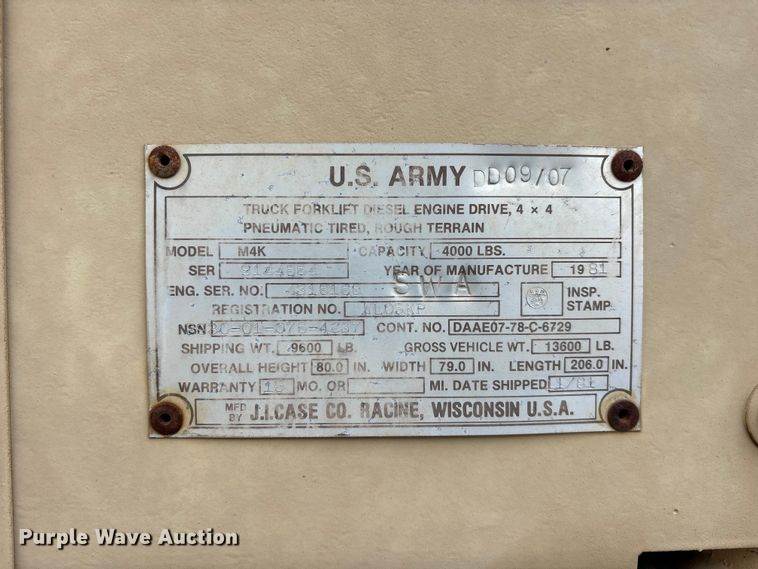 U.S. ARMY DD09/07
TRUCK FORKLIFT DIESEL ENGINE DRIVE, 4 x 4
PNEUMATIC TIRED, ROUGH TERRAIN
MODEL M4K CAPACITY 4000 LBS.
SER YEAR OF MANUFACTURE 1981
ENG. SER. NO. SWA INSP.
REGISTRATION NO. STAMP
NSN CONT. NO. DAAE07-78-C-6729
SHIPPING WT. 9600 LB. GROSS VEHICLE WT. 13600 LB.
OVERALL HEIGHT 80.0 IN. WIDTH 79.0 IN. LENGTH 206.0 IN.
WARRANTY 15 MO. OR MI. DATE SHIPPED 1/81
MFD BY J.I.CASE CO. RACINE, WISCONSIN U.S.A.
Purple Wave Auction